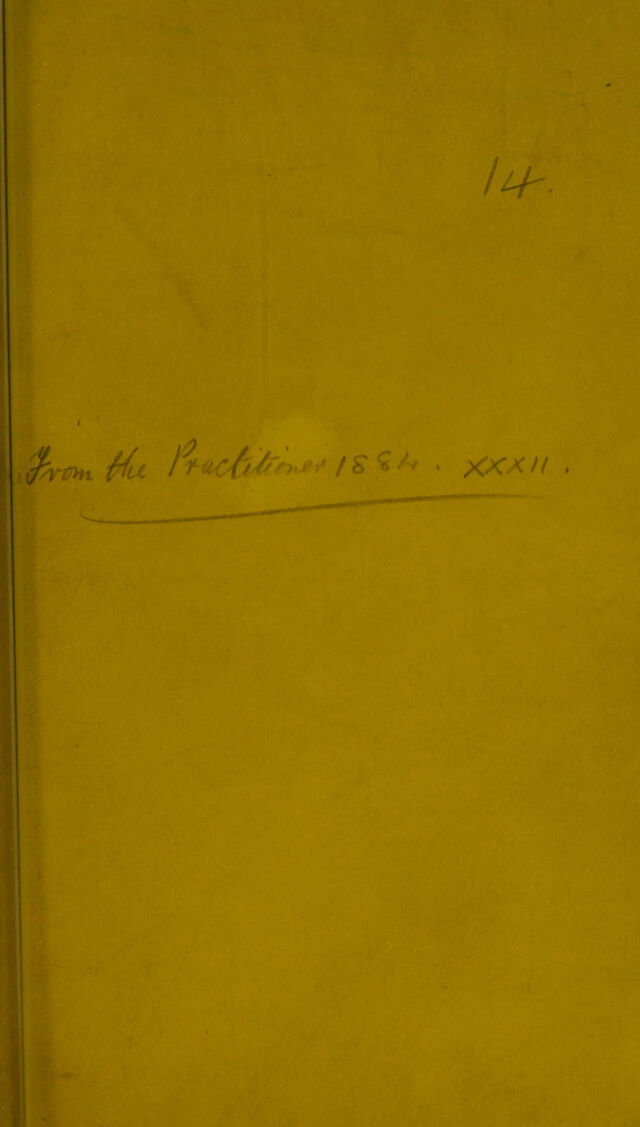 14.
From the Practitioner 1884. XXXII.